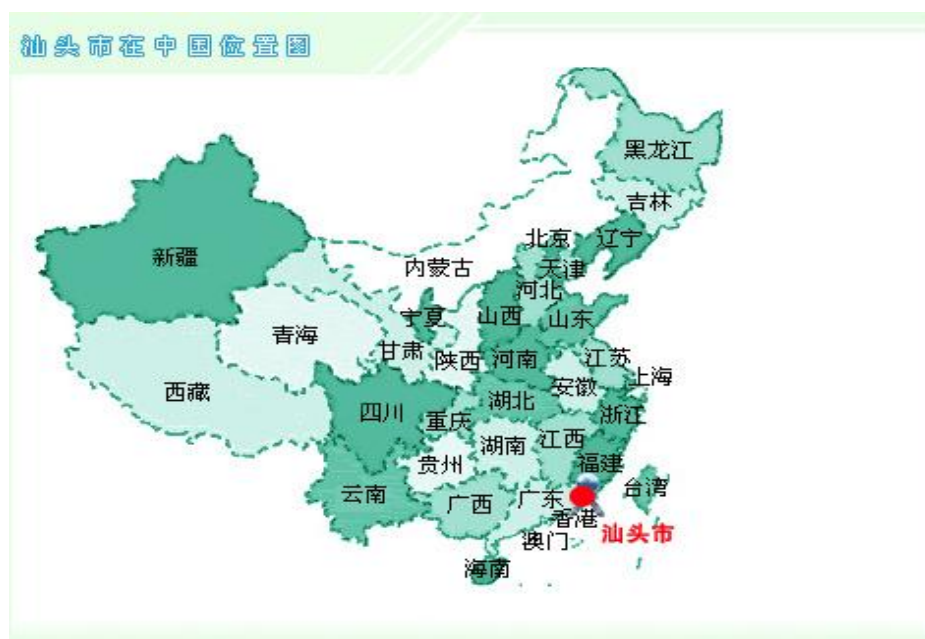 汕头市在中国位置图
黑龙江
吉林
北京
辽宁
新疆
内蒙古
天津
河北
宁夏
山西
山东
青海
甘肃
陕西
河南
江苏
上海
安徽
西藏
四川
重庆
湖北
浙江
湖南
江西
贵州
福建
云南
广西
广东
台湾
香港
汕头市
澳门
海南